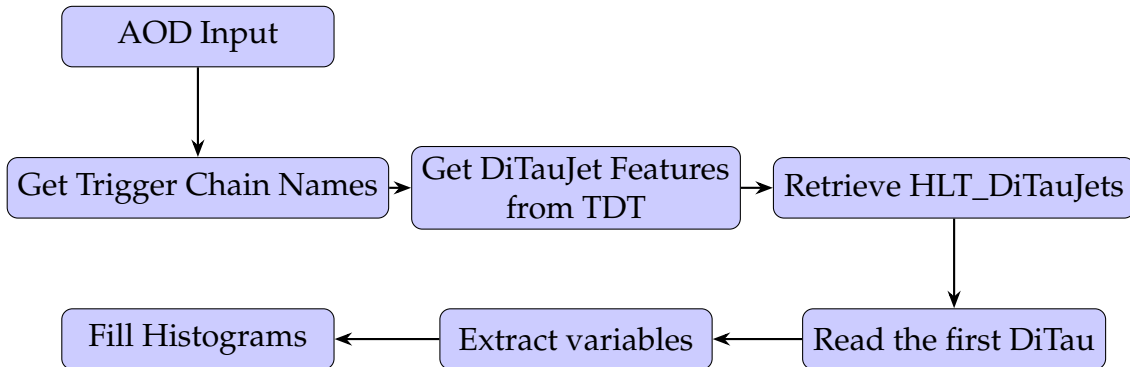 AOD Input
Get Trigger Chain Names
Get DiTauJet Features
from TDT
Retrieve HLT_DiTauJets
Read the first DiTau
Extract variables
Fill Histograms